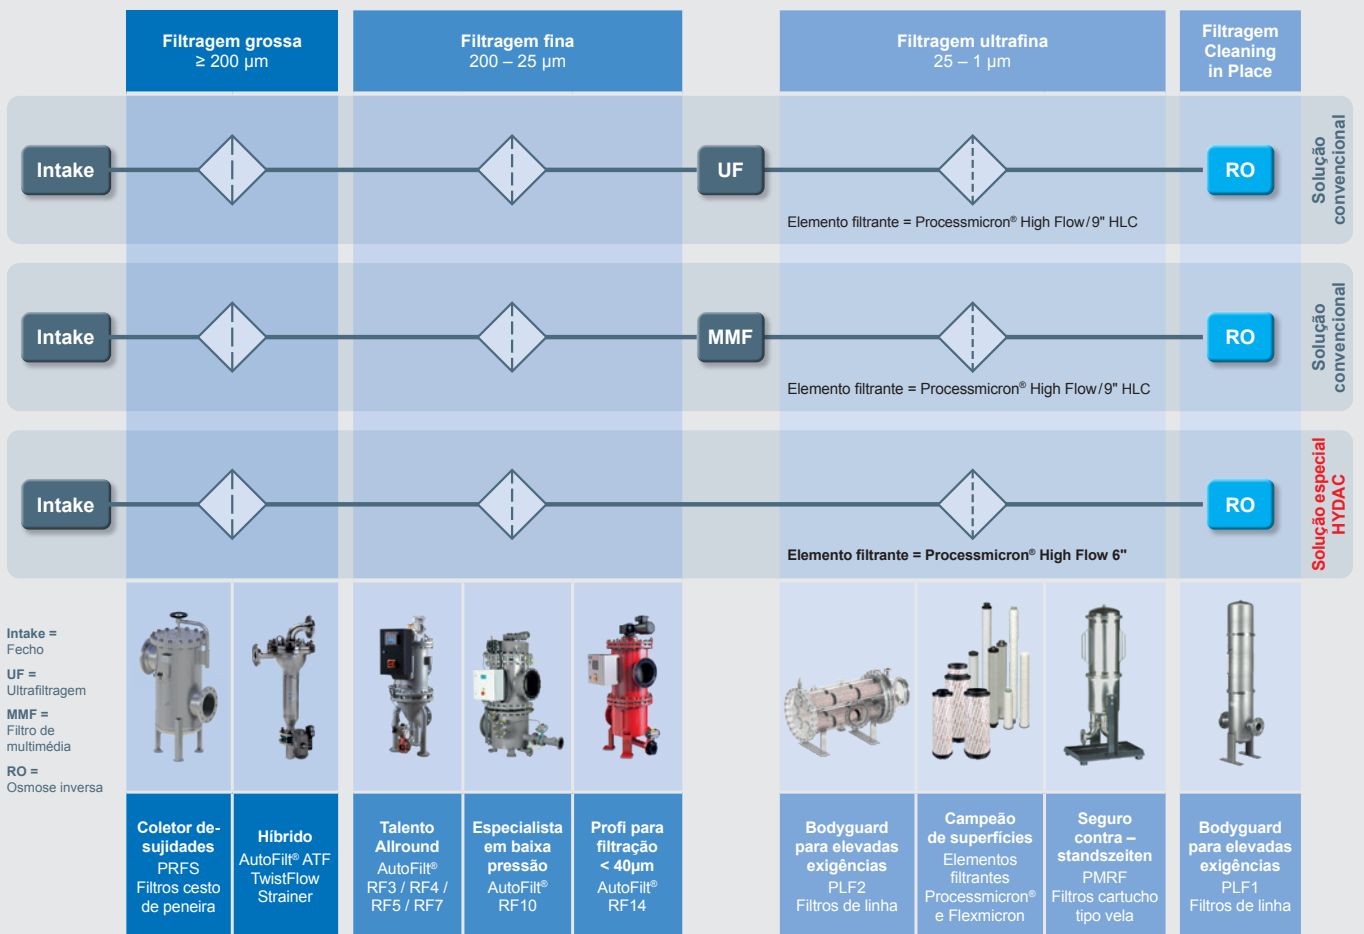 Filtragem grossa
≥ 200 µm
Filtragem fina
200 – 25 µm
Filtragem ultrafina
25 – 1 µm
Filtragem
Cleaning
in Place
Intake
UF
RO
Solução
convencional
Elemento filtrante = Processmicron® High Flow/9" HLC
Intake
MMF
RO
Solução
convencional
Elemento filtrante = Processmicron® High Flow/9" HLC
Intake
RO
Solução especial
HYDAC
Elemento filtrante = Processmicron® High Flow 6"
Intake =
Fecho
UF =
Ultrafiltragem
MMF =
Filtro de
multimédia
RO =
Osmose inversa
Coletor de-
sujidades
PRFS
Filtros cesto
de peneira
Híbrido
AutoFilt® ATF
TwistFlow
Strainer
Talento
Allround
AutoFilt®
RF3 / RF4 /
RF5 / RF7
Especialista
em baixa
pressão
AutoFilt®
RF10
Profi para
filtração
< 40µm
AutoFilt®
RF14
Bodyguard
para elevadas
exigências
PLF2
Filtros de linha
Campeão
de superfícies
Elementos
filtrantes
Processmicron®
e Flexmicron
Seguro
contra –
standszeiten
PMRF
Filtros cartucho
tipo vela
Bodyguard
para elevadas
exigências
PLF1
Filtros de linha